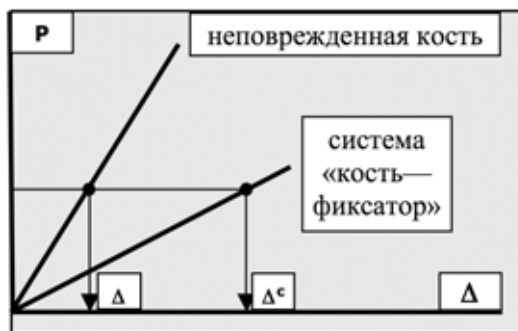 P
неповрежденная кость
система
«кость—
фиксатор»
Δ
Δᶜ
Δ